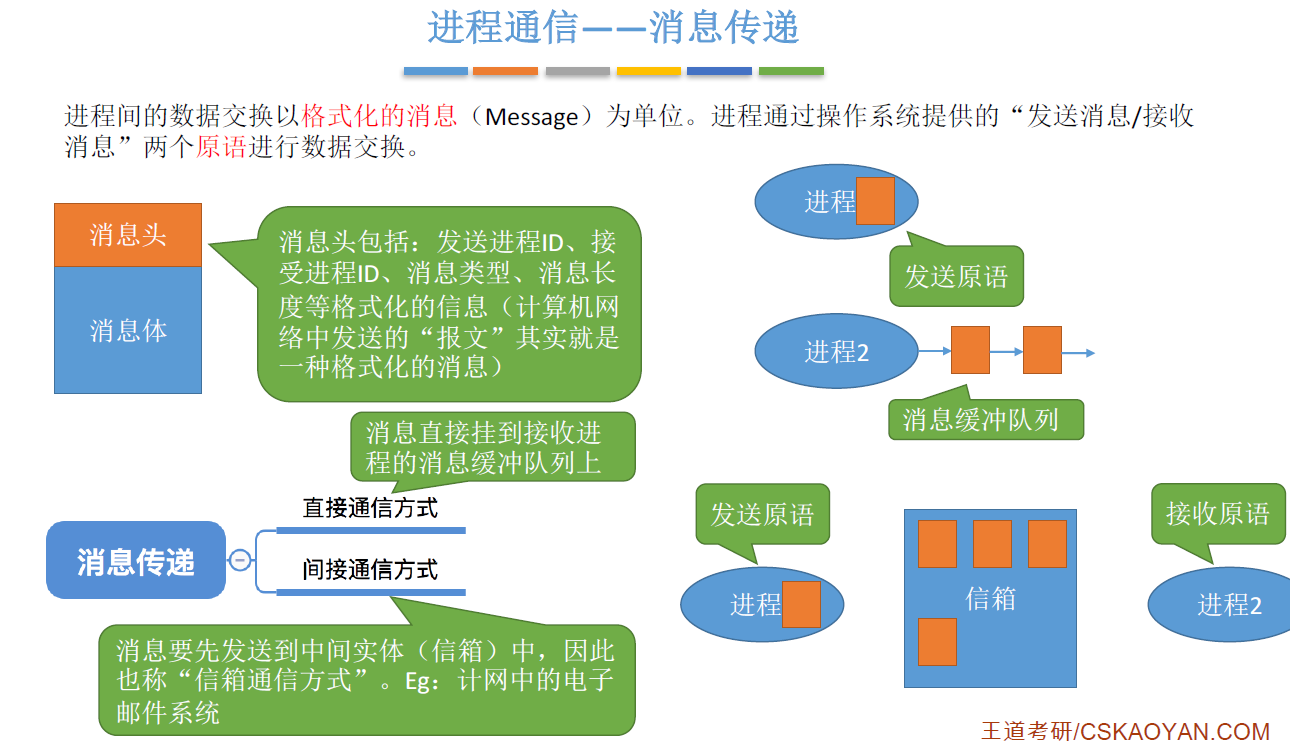 进程通信——消息传递
进程间的数据交换以格式化的消息（Message）为单位。进程通过操作系统提供的“发送消息/接收
消息”两个原语进行数据交换。
消息头
消息体
消息头包括：发送进程ID、接
受进程ID、消息类型、消息长
度等格式化的信息（计算机网
络中发送的“报文”其实就是
一种格式化的消息）
进程
发送原语
进程2
消息缓冲队列
消息直接挂到接收进
程的消息缓冲队列上
直接通信方式
消息传递
间接通信方式
消息要先发送到中间实体（信箱）中，因此
也称“信箱通信方式”。Eg：计网中的电子
邮件系统
发送原语
进程
信箱
接收原语
进程2
王道考研/CSKAOYAN.COM